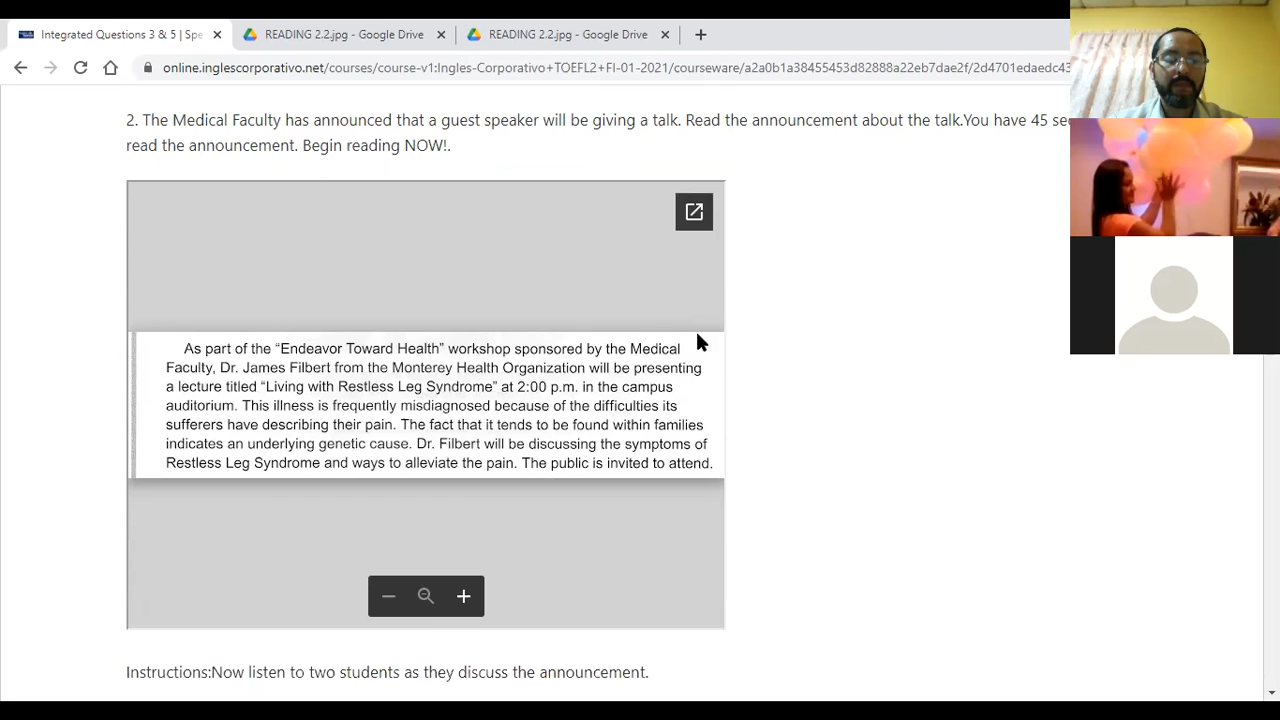 Integrated Questions 3 & 5 | Spe
READING 2.2.jpg - Google Drive
READING 2.2.jpg - Google Drive
online.inglescorporativo.net/courses/course-v1:Ingles-Corporativo+TOEFL2+FI-01-2021/courseware/a2a0b1a38455453d82888a22eb7dae2f/2d4701edaedc43
2. The Medical Faculty has announced that a guest speaker will be giving a talk. Read the announcement about the talk.You have 45 sec
read the announcement. Begin reading NOW!.
As part of the “Endeavor Toward Health” workshop sponsored by the Medical
Faculty, Dr. James Filbert from the Monterey Health Organization will be presenting
a lecture titled “Living with Restless Leg Syndrome” at 2:00 p.m. in the campus
auditorium. This illness is frequently misdiagnosed because of the difficulties its
sufferers have describing their pain. The fact that it tends to be found within families
indicates an underlying genetic cause. Dr. Filbert will be discussing the symptoms of
Restless Leg Syndrome and ways to alleviate the pain. The public is invited to attend.
Instructions:Now listen to two students as they discuss the announcement.